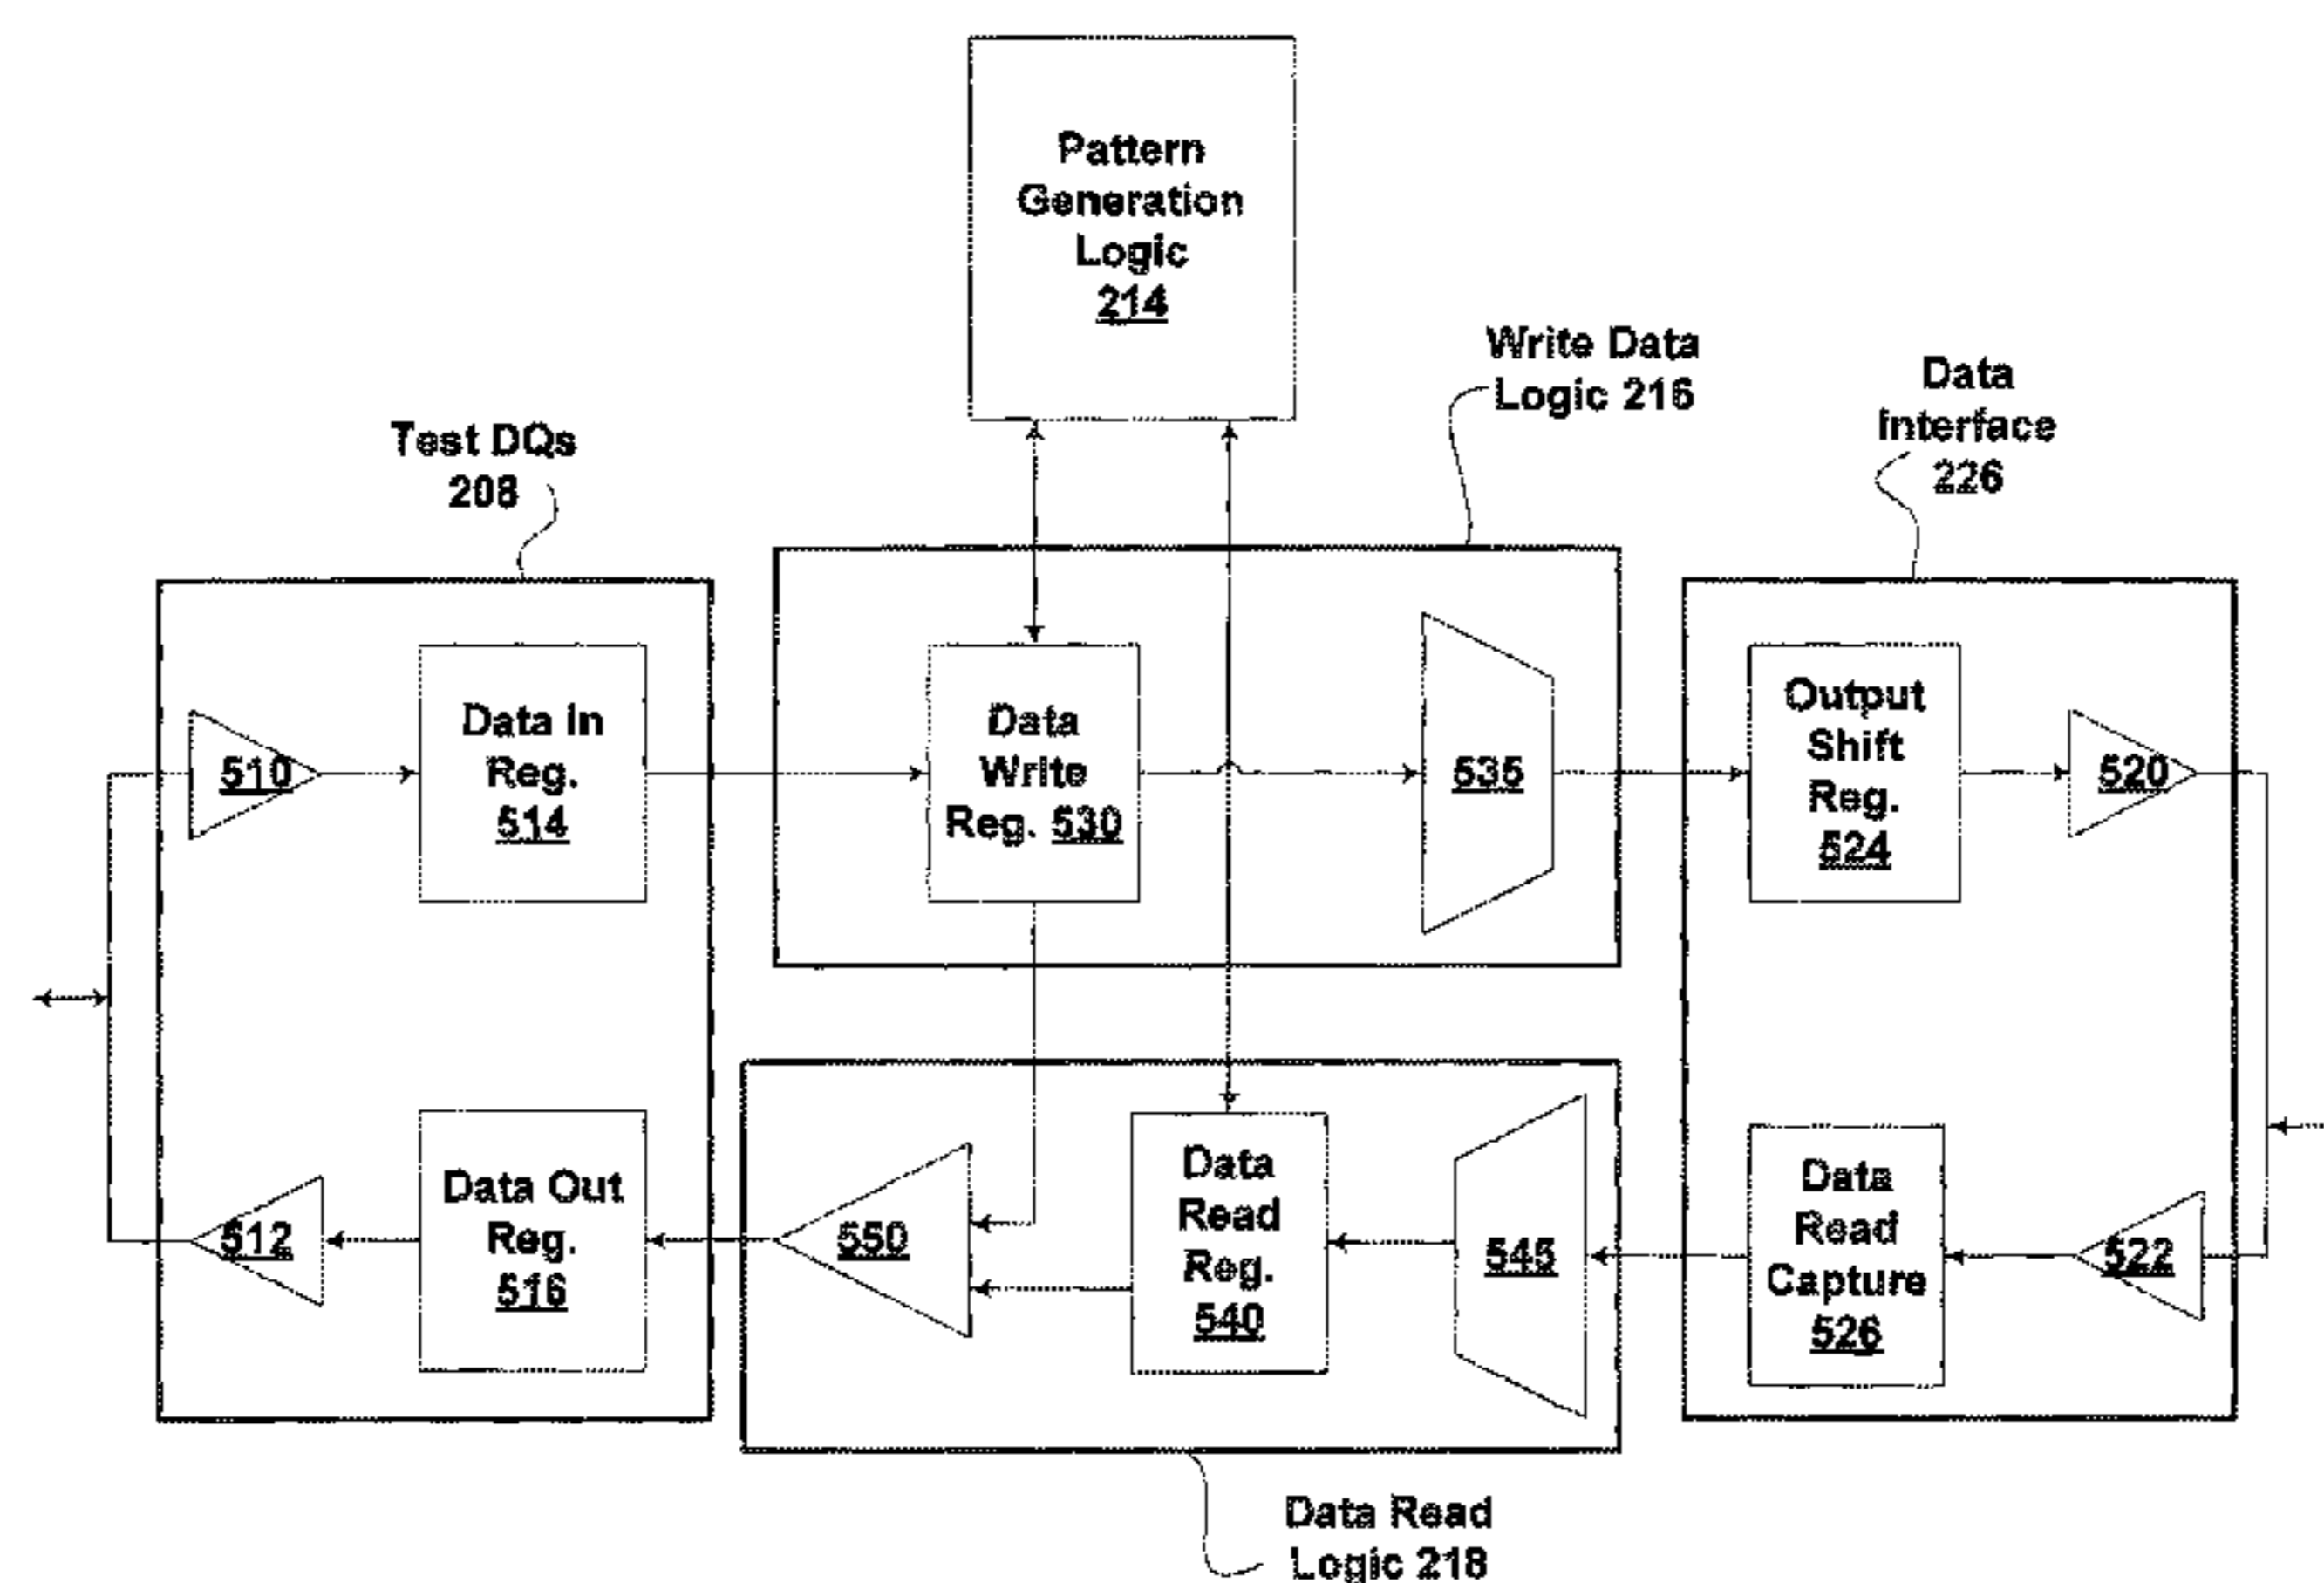 Pattern
Generation
Logic
214
Write Data
Logic 216
Data
Interface
226
Test DQs
208
510
Data In
Reg.
514
Data
Write
Reg. 530
535
Output
Shift
Reg.
524
520
512
Data Out
Reg.
516
550
Data
Read
Reg.
540
545
Data
Read
Capture
526
522
Data Read
Logic 218